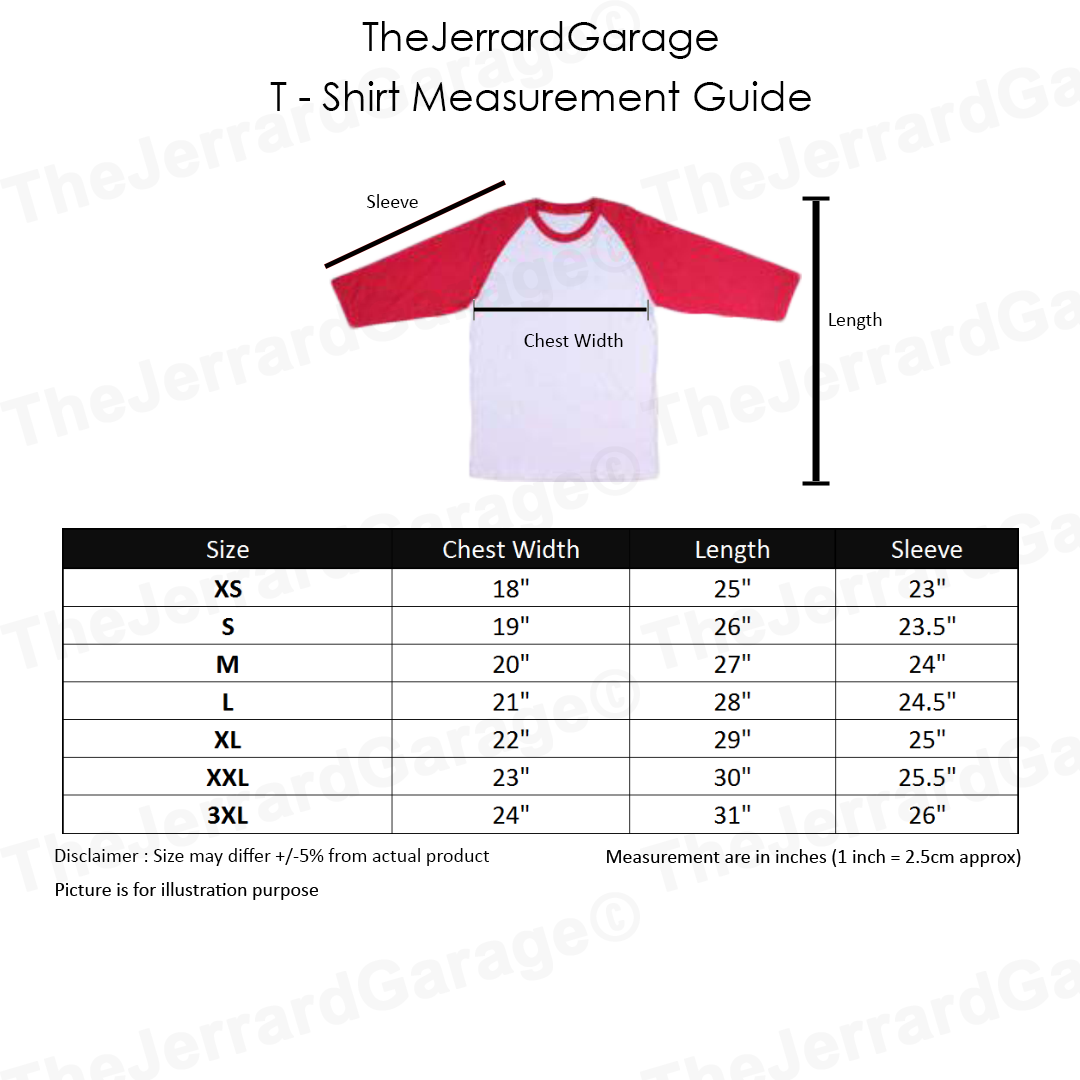 TheJerrardGarage
T - Shirt Measurement Guide
Sleeve
Length
Chest Width
Size Chest Width Length Sleeve
XS 18" 25" 23"
S 19" 26" 23.5"
M 20" 27" 24"
L 21" 28" 24.5"
XL 22" 29" 25"
XXL 23" 30" 25.5"
3XL 24" 31" 26"
Disclaimer : Size may differ +/-5% from actual product
Measurement are in inches (1 inch = 2.5cm approx)
Picture is for illustration purpose
TheJerrardGarage©